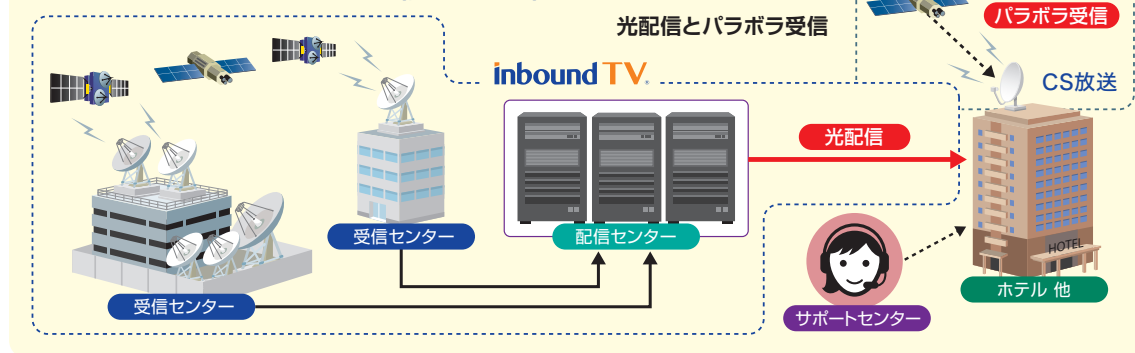 光配信とパラボラ受信
パラボラ受信
CS放送
inbound TV®
光配信
受信センター
配信センター
受信センター
HOTEL
ホテル 他
サポートセンター